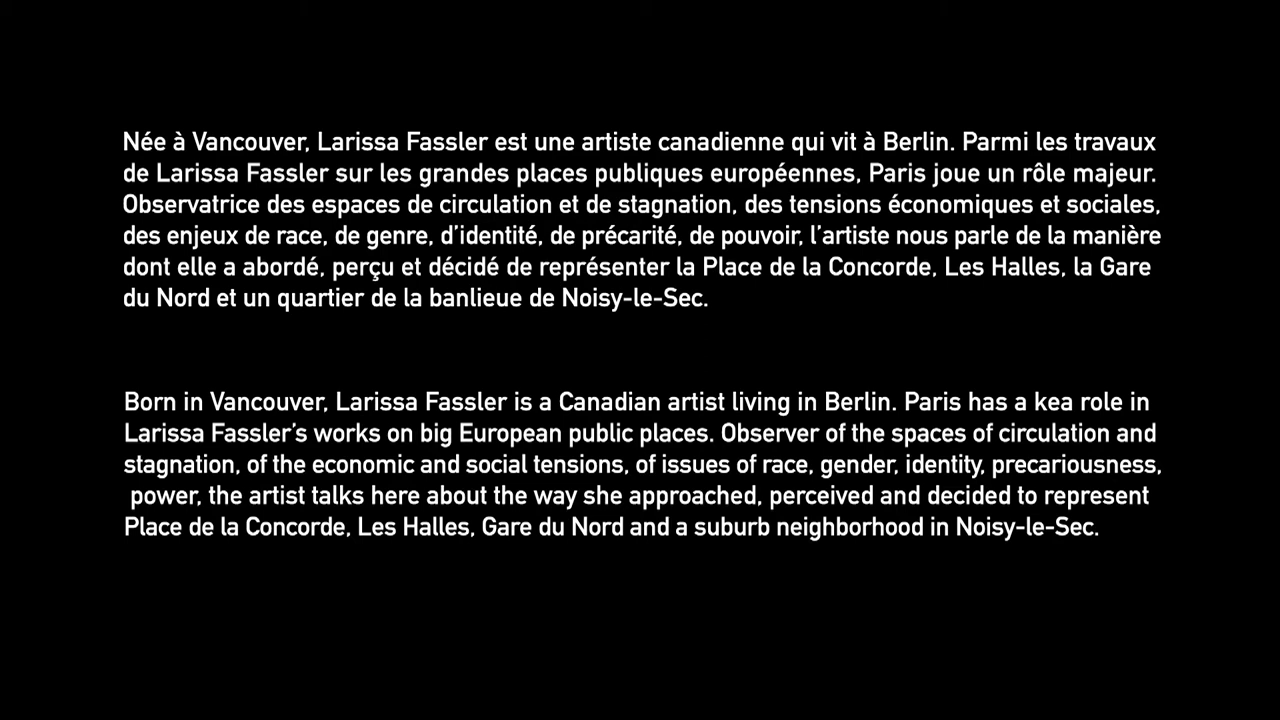 Née à Vancouver, Larissa Fassler est une artiste canadienne qui vit à Berlin. Parmi les travaux
de Larissa Fassler sur les grandes places publiques européennes, Paris joue un rôle majeur.
Observatrice des espaces de circulation et de stagnation, des tensions économiques et sociales,
des enjeux de race, de genre, d'identité, de précarité, de pouvoir, l'artiste nous parle de la manière
dont elle a abordé, perçu et décidé de représenter la Place de la Concorde, Les Halles, la Gare
du Nord et un quartier de la banlieue de Noisy-le-Sec.
Born in Vancouver, Larissa Fassler is a Canadian artist living in Berlin. Paris has a kea role in
Larissa Fassler's works on big European public places. Observer of the spaces of circulation and
stagnation, of the economic and social tensions, of issues of race, gender, identity, precariousness,
power, the artist talks here about the way she approached, perceived and decided to represent
Place de la Concorde, Les Halles, Gare du Nord and a suburb neighborhood in Noisy-le-Sec.